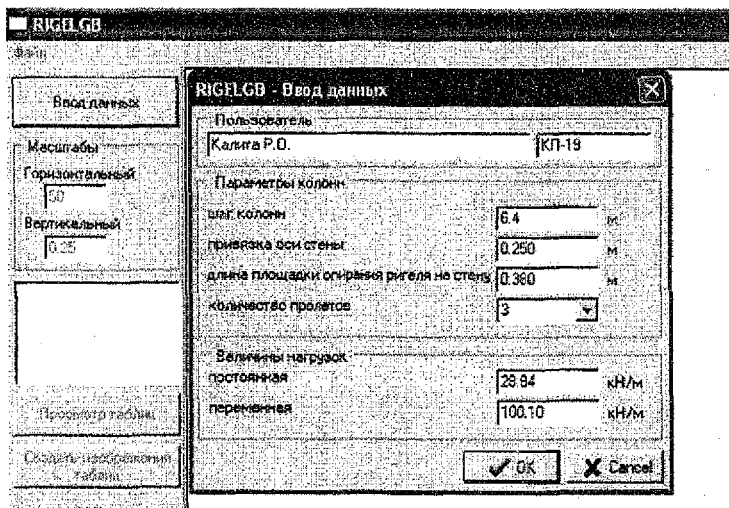 RIGELGB
Файл
Ввод данных
Масштабы
Горизонтальный
50
Вертикальный
0.25
Просмотр таблиц
Создать изображения
таблиц
RIGELGB - Ввод данных
Пользователь
Калита Р.О.
КП-19
Параметры колонн
шаг колонн
6.4
м
привязка оси стены
0.250
м
длина площадки опирания ригеля на стену
0.380
м
количество пролетов
3
Величины нагрузок
постоянная
28.94
кН/м
переменная
100.10
кН/м
OK
Cancel